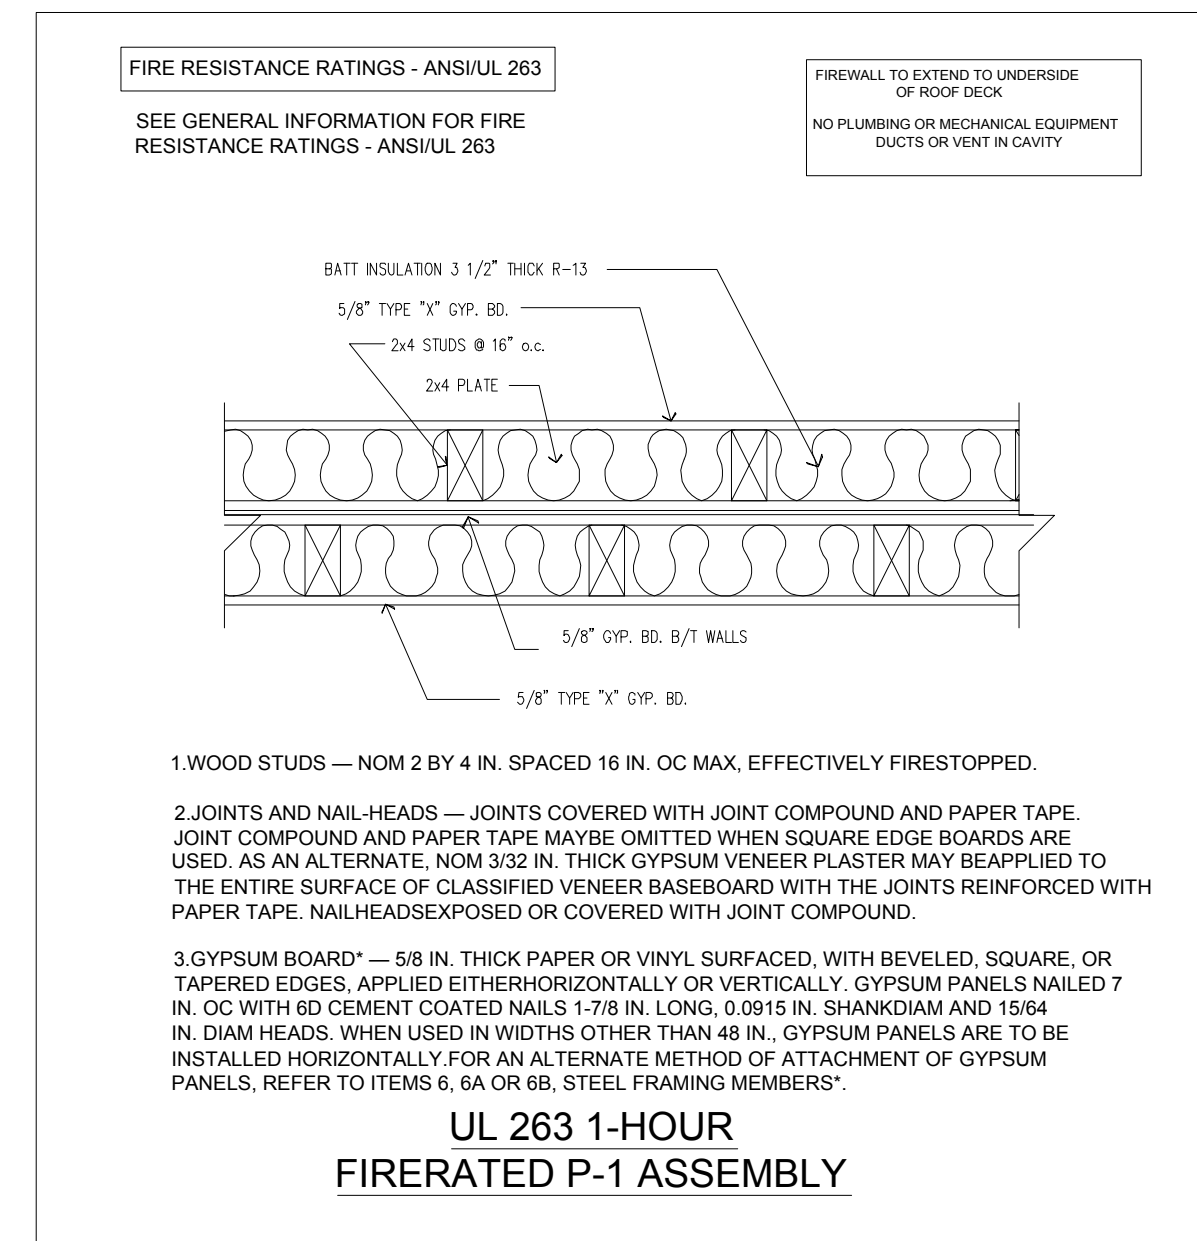 FIRE RESISTANCE RATINGS - ANSI/UL 263
SEE GENERAL INFORMATION FOR FIRE
RESISTANCE RATINGS - ANSI/UL 263
FIREWALL TO EXTEND TO UNDERSIDE
OF ROOF DECK
NO PLUMBING OR MECHANICAL EQUIPMENT
DUCTS OR VENT IN CAVITY
BATT INSULATION 3 1/2" THICK R-13
5/8" TYPE "X" GYP. BD.
2x4 STUDS @ 16" o.c.
2x4 PLATE
5/8" GYP. BD. B/T WALLS
5/8" TYPE "X" GYP. BD.
1.WOOD STUDS — NOM 2 BY 4 IN. SPACED 16 IN. OC MAX, EFFECTIVELY FIRESTOPPED.
2.JOINTS AND NAIL-HEADS — JOINTS COVERED WITH JOINT COMPOUND AND PAPER TAPE.
JOINT COMPOUND AND PAPER TAPE MAYBE OMITTED WHEN SQUARE EDGE BOARDS ARE
USED. AS AN ALTERNATE, NOM 3/32 IN. THICK GYPSUM VENEER PLASTER MAY BEAPPLIED TO
THE ENTIRE SURFACE OF CLASSIFIED VENEER BASEBOARD WITH THE JOINTS REINFORCED WITH
PAPER TAPE. NAILHEADSEXPOSED OR COVERED WITH JOINT COMPOUND.
3.GYPSUM BOARD* — 5/8 IN. THICK PAPER OR VINYL SURFACED, WITH BEVELED, SQUARE, OR
TAPERED EDGES, APPLIED EITHERHORIZONTALLY OR VERTICALLY. GYPSUM PANELS NAILED 7
IN. OC WITH 6D CEMENT COATED NAILS 1-7/8 IN. LONG, 0.0915 IN. SHANKDIAM AND 15/64
IN. DIAM HEADS. WHEN USED IN WIDTHS OTHER THAN 48 IN., GYPSUM PANELS ARE TO BE
INSTALLED HORIZONTALLY.FOR AN ALTERNATE METHOD OF ATTACHMENT OF GYPSUM
PANELS, REFER TO ITEMS 6, 6A OR 6B, STEEL FRAMING MEMBERS*.
UL 263 1-HOUR
FIRERATED P-1 ASSEMBLY